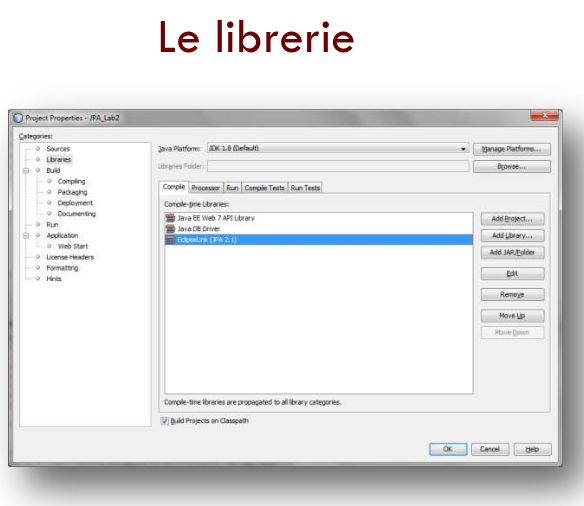 Le librerie
Project Properties - JPA_Lab2
Categories:
Sources
Libraries
Build
Compiling
Packaging
Deployment
Documenting
Run
Application
Web Start
License Headers
Formatting
Hints
Java Platform: JDK 1.8 (Default) Manage Platforms...
Libraries Folder: Browse...
Compile Processor Run Compile Tests Run Tests
Compile-time Libraries:
Java EE Web 7 API Library
Java DB Driver
EclipseLink (JPA 2.1)
Add Project...
Add Library...
Add JAR/Folder
Edit
Remove
Move Up
Move Down
Compile-time libraries are propagated to all library categories.
Build Projects on Classpath
OK Cancel Help